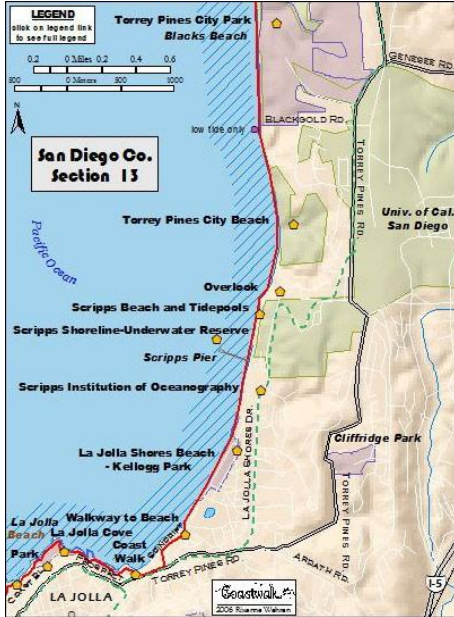 LEGEND
click on legend link
to see full legend
Torrey Pines City Park
Blacks Beach
GENESEE RD.
0.2 0 Miles 0.2 0.4 0.6
0 Meters 1000
N
low tide only
BLACKGOLD RD.
TORREY PINES RD.
San Diego Co.
Section 13
Univ. of Cal.
San Diego
Torrey Pines City Beach
Pacific Ocean
Overlook
Scripps Beach and Tidepools
Scripps Shoreline-Underwater Reserve
Scripps Pier
Scripps Institution of Oceanography
LA JOLLA SHORES DR.
Cliffridge Park
La Jolla Shores Beach
- Kellogg Park
TORREY PINES RD.
Walkway to Beach
La Jolla
Beach
La Jolla Cove
Park
Coast
Walk
TORREY PINES RD.
ARDATH RD.
I-5
LA JOLLA
Coastwalk
2006 Rixanne Wehren